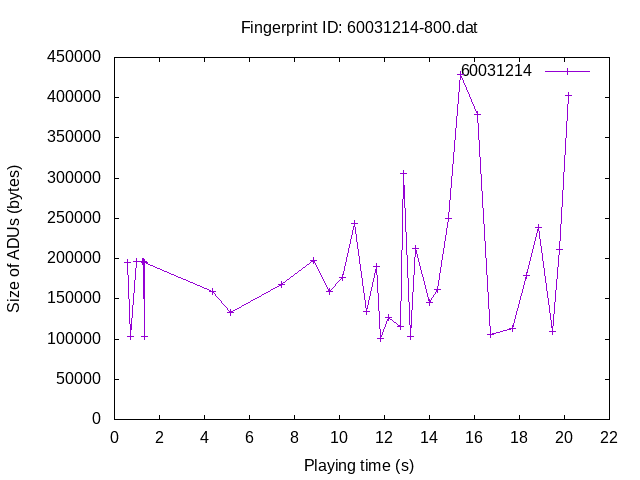 Fingerprint ID: 60031214-800.dat
450000
400000
350000
300000
250000
200000
150000
100000
50000
0
Size of ADUs (bytes)
60031214
0 2 4 6 8 10 12 14 16 18 20 22
Playing time (s)